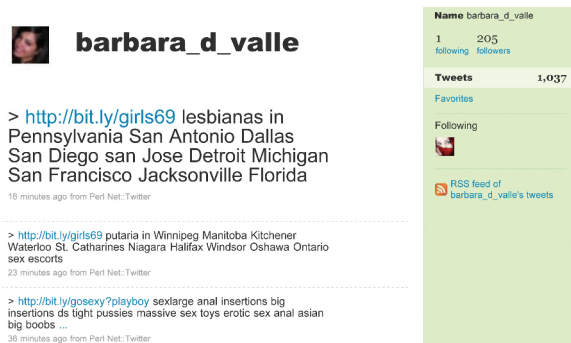 barbara_d_valle
> http://bit.ly/girls69 lesbianas in
Pennsylvania San Antonio Dallas
San Diego san Jose Detroit Michigan
San Francisco Jacksonville Florida
16 minutes ago from Perl Net::Twitter
> http://bit.ly/girls69 putaria in Winnipeg Manitoba Kitchener
Waterloo St. Catharines Niagara Halifax Windsor Oshawa Ontario
sex escorts
23 minutes ago from Perl Net::Twitter
> http://bit.ly/gosexy?playboy sexlarge anal insertions big
insertions ds tight pussies massive sex toys erotic sex anal asian
big boobs ...
36 minutes ago from Perl Net::Twitter
Name barbara_d_valle
1 205
following followers
Tweets 1,037
Favorites
Following
RSS feed of
barbara_d_valle's tweets